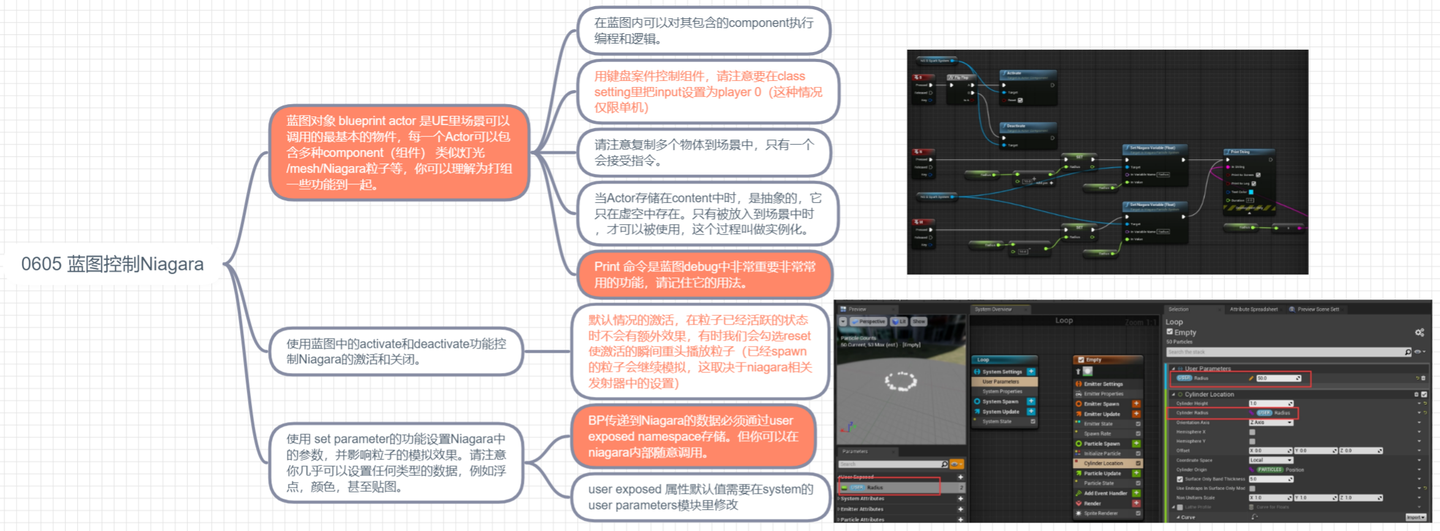 0605 蓝图控制Niagara
蓝图对象 blueprint actor 是UE里场景可以
调用的最基本的物件，每一个Actor可以包
含多种component（组件） 类似灯光
/mesh/Niagara粒子等，你可以理解为打组
一些功能到一起。
在蓝图内可以对其包含的component执行
编程和逻辑。
用键盘案件控制组件，请注意要在class
setting里把input设置为player 0（这种情况
仅限单机）
请注意复制多个物体到场景中，只有一个
会接受指令。
当Actor存储在content中时，是抽象的，它
只在虚空中存在。只有被放入到场景中时
，才可以被使用，这个过程叫做实例化。
Print 命令是蓝图debug中非常重要非常常
用的功能，请记住它的用法。
使用蓝图中的activate和deactivate功能控
制Niagara的激活和关闭。
默认情况的激活，在粒子已经活跃的状态
时不会有额外效果，有时我们会勾选reset
使激活的瞬间重头播放粒子（已经spawn
的粒子会继续模拟，这取决于niagara相关
发射器中的设置）
使用 set parameter的功能设置Niagara中
的参数，并影响粒子的模拟效果。请注意
你几乎可以设置任何类型的数据，例如浮
点，颜色，甚至贴图。
BP传递到Niagara的数据必须通过user
exposed namespace存储。但你可以在
niagara内部随意调用。
user exposed 属性默认值需要在system的
user parameters模块里修改
Activate
Target
Deactivate
Target
SET
Set Niagara Variable (Float)
Target
In Value
Print String
SET
Set Niagara Variable (Float)
Target
In Value
Preview
Perspective
Lit
Show
Parameters
Search
User Exposed
Radius 2
System Attributes
Emitter Attributes
Particle Attributes
System Overview
Loop
Loop
System Settings
User Parameters
System Properties
System Spawn
System Update
System State
Empty
Emitter Settings
Emitter Properties
Emitter Spawn
Emitter Update
Emitter State
Spawn Rate
Particle Spawn
Initialize Particle
Cylinder Location
Particle Update
Particle State
Add Event Handler
Render
Sprite Renderer
Selection
Attribute Spreadsheet
Preview Scene Sett
Loop
Empty
53 Particles
Search the stack
User Parameters
Radius 50.0
Cylinder Location
Cylinder Height 1.0
Cylinder Radius USER Radius
Orientation Axis Z Axis
Hemisphere X
Hemisphere Y
Offset X 0.0 Y 0.0 Z 0.0
Coordinate Space Local
Cylinder Origin PARTICLES Position
Surface Only Band Thickness 0.0
Non Uniform Scale X 1.0 Y 1.0 Z 1.0
Curve
Import